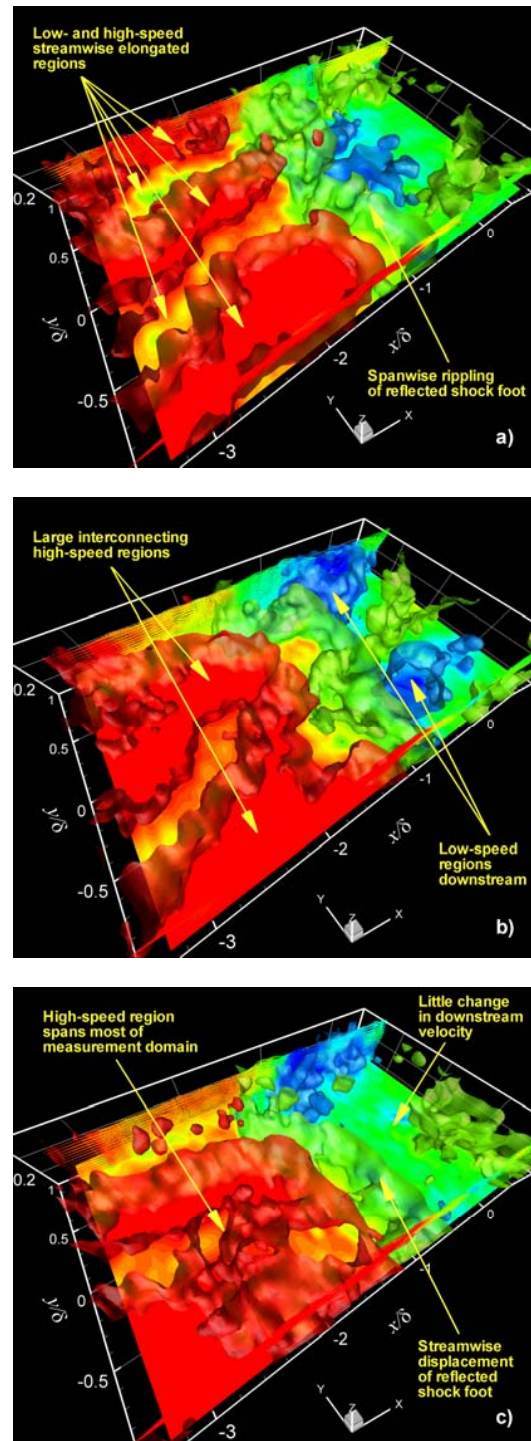 Low- and high-speed
streamwise elongated
regions
0.2
1
0.5
0
-0.5
y/δ
0
-1
x/δ
-2
-3
Spanwise rippling
of reflected shock foot
Y
Z
X
a)
Large interconnecting
high-speed regions
0.2
1
0.5
0
-0.5
y/δ
0
-1
x/δ
-2
-3
Low-speed
regions
downstream
Y
Z
X
b)
High-speed region
spans most of
measurement domain
Little change
in downstream
velocity
0.2
1
0.5
0
-0.5
y/δ
0
-1
x/δ
-2
-3
Streamwise
displacement
of reflected
shock foot
Y
Z
X
c)